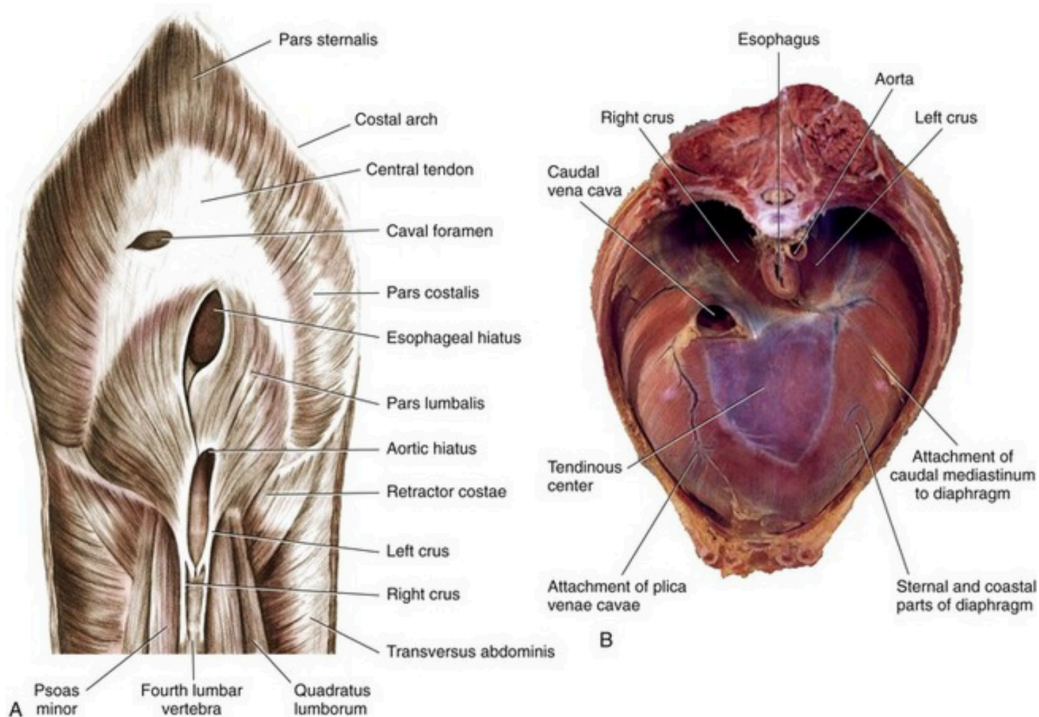 Pars sternalis
Costal arch
Central tendon
Caval foramen
Pars costalis
Esophageal hiatus
Pars lumbalis
Aortic hiatus
Retractor costae
Left crus
Right crus
Transversus abdominis
Psoas
minor
Fourth lumbar
vertebra
Quadratus
lumborum
A
Esophagus
Aorta
Right crus
Left crus
Caudal
vena cava
Tendinous
center
Attachment of
caudal mediastinum
to diaphragm
Attachment of plica
venae cavae
Sternal and coastal
parts of diaphragm
B